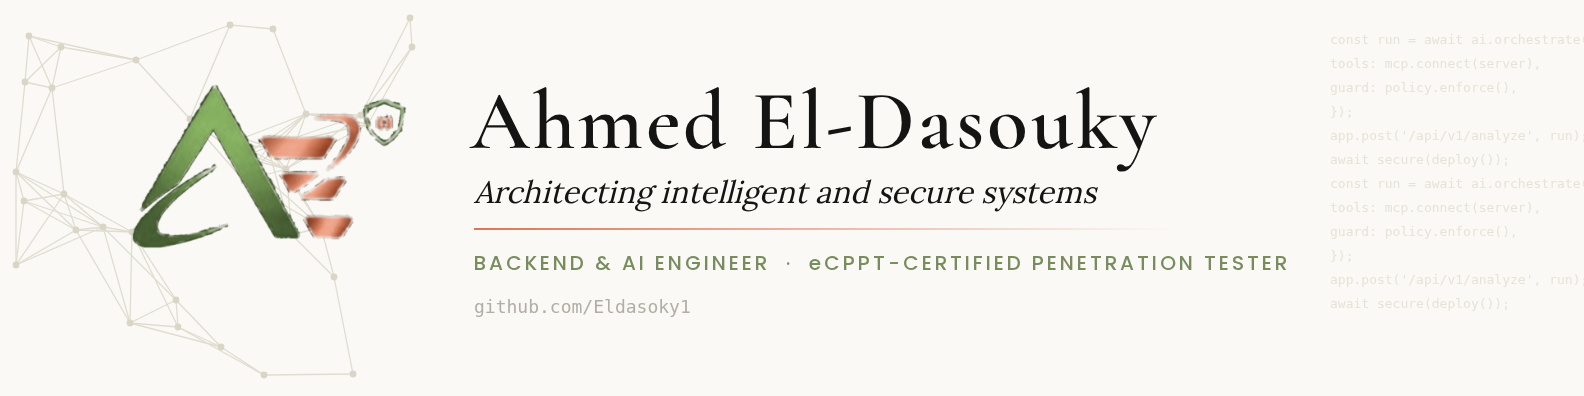 Ahmed El-Dasouky
Architecting intelligent and secure systems
BACKEND & AI ENGINEER · eCPPT-CERTIFIED PENETRATION TESTER
github.com/Eldasoky1
const run = await ai.orchestrate(
tools: mcp.connect(server),
guard: policy.enforce(),
});
app.post('/api/v1/analyze', run);
await secure(deploy());
const run = await ai.orchestrate(
tools: mcp.connect(server),
guard: policy.enforce(),
});
app.post('/api/v1/analyze', run);
await secure(deploy());